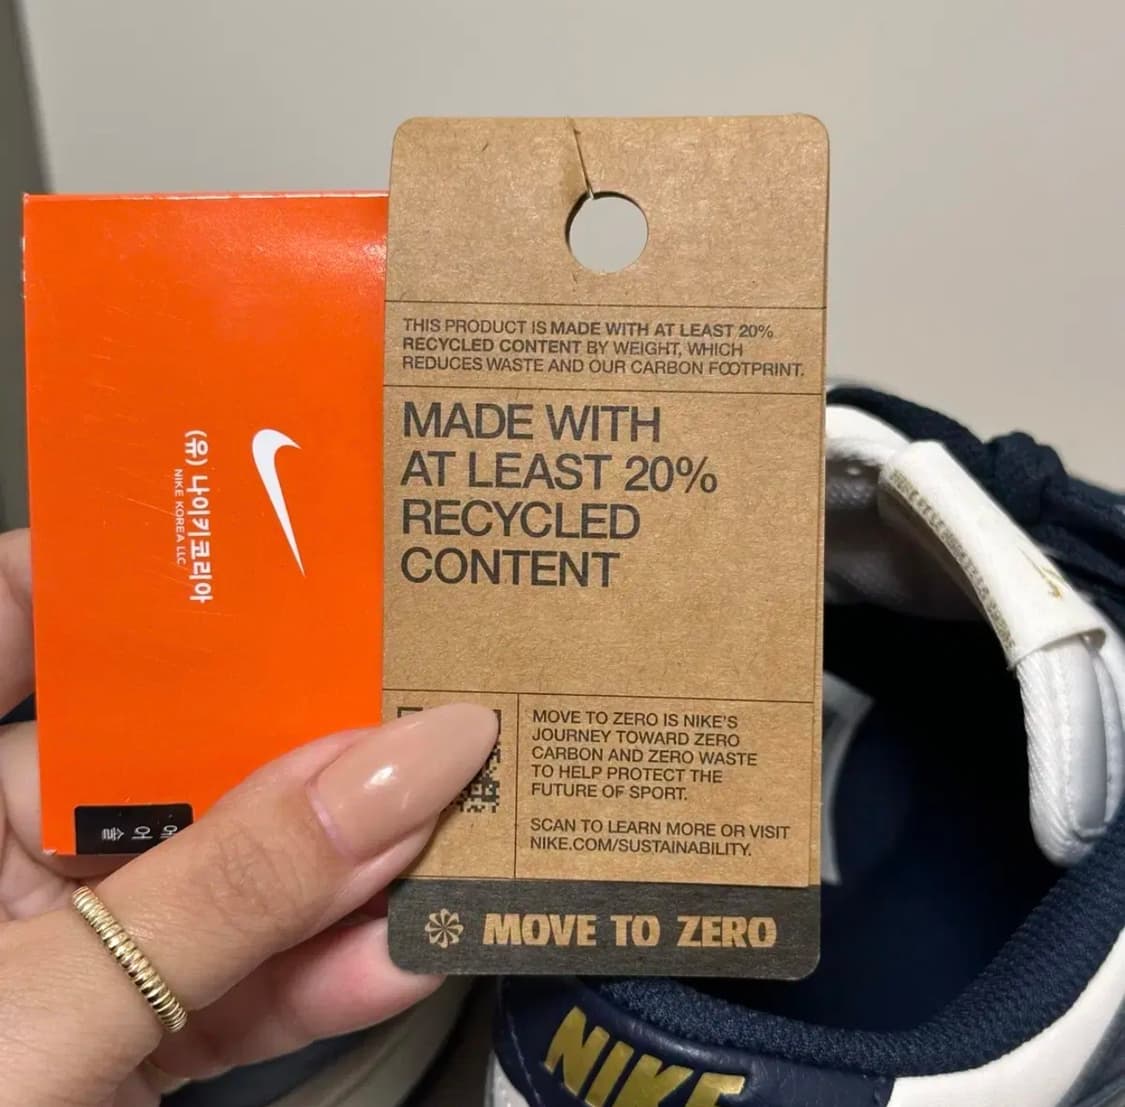 (유) 나이키코리아
NIKE KOREA LLC
THIS PRODUCT IS MADE WITH AT LEAST 20%
RECYCLED CONTENT BY WEIGHT, WHICH
REDUCES WASTE AND OUR CARBON FOOTPRINT.
MADE WITH
AT LEAST 20%
RECYCLED
CONTENT
MOVE TO ZERO IS NIKE'S
JOURNEY TOWARD ZERO
CARBON AND ZERO WASTE
TO HELP PROTECT THE
FUTURE OF SPORT.
SCAN TO LEARN MORE OR VISIT
NIKE.COM/SUSTAINABILITY.
MOVE TO ZERO
NIKE